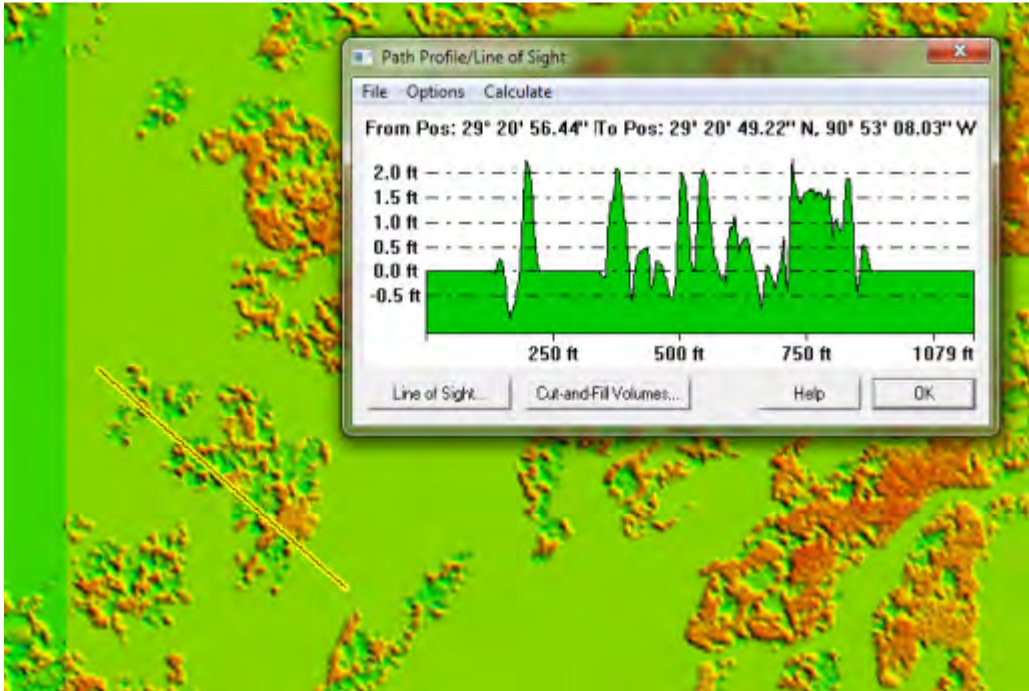 Path Profile/Line of Sight
File Options Calculate
From Pos: 29° 20' 56.44" To Pos: 29° 20' 49.22" N, 90° 53' 08.03" W
2.0 ft
1.5 ft
1.0 ft
0.5 ft
0.0 ft
-0.5 ft
250 ft 500 ft 750 ft 1079 ft
Line of Sight... Cut-and-Fill Volumes... Help OK